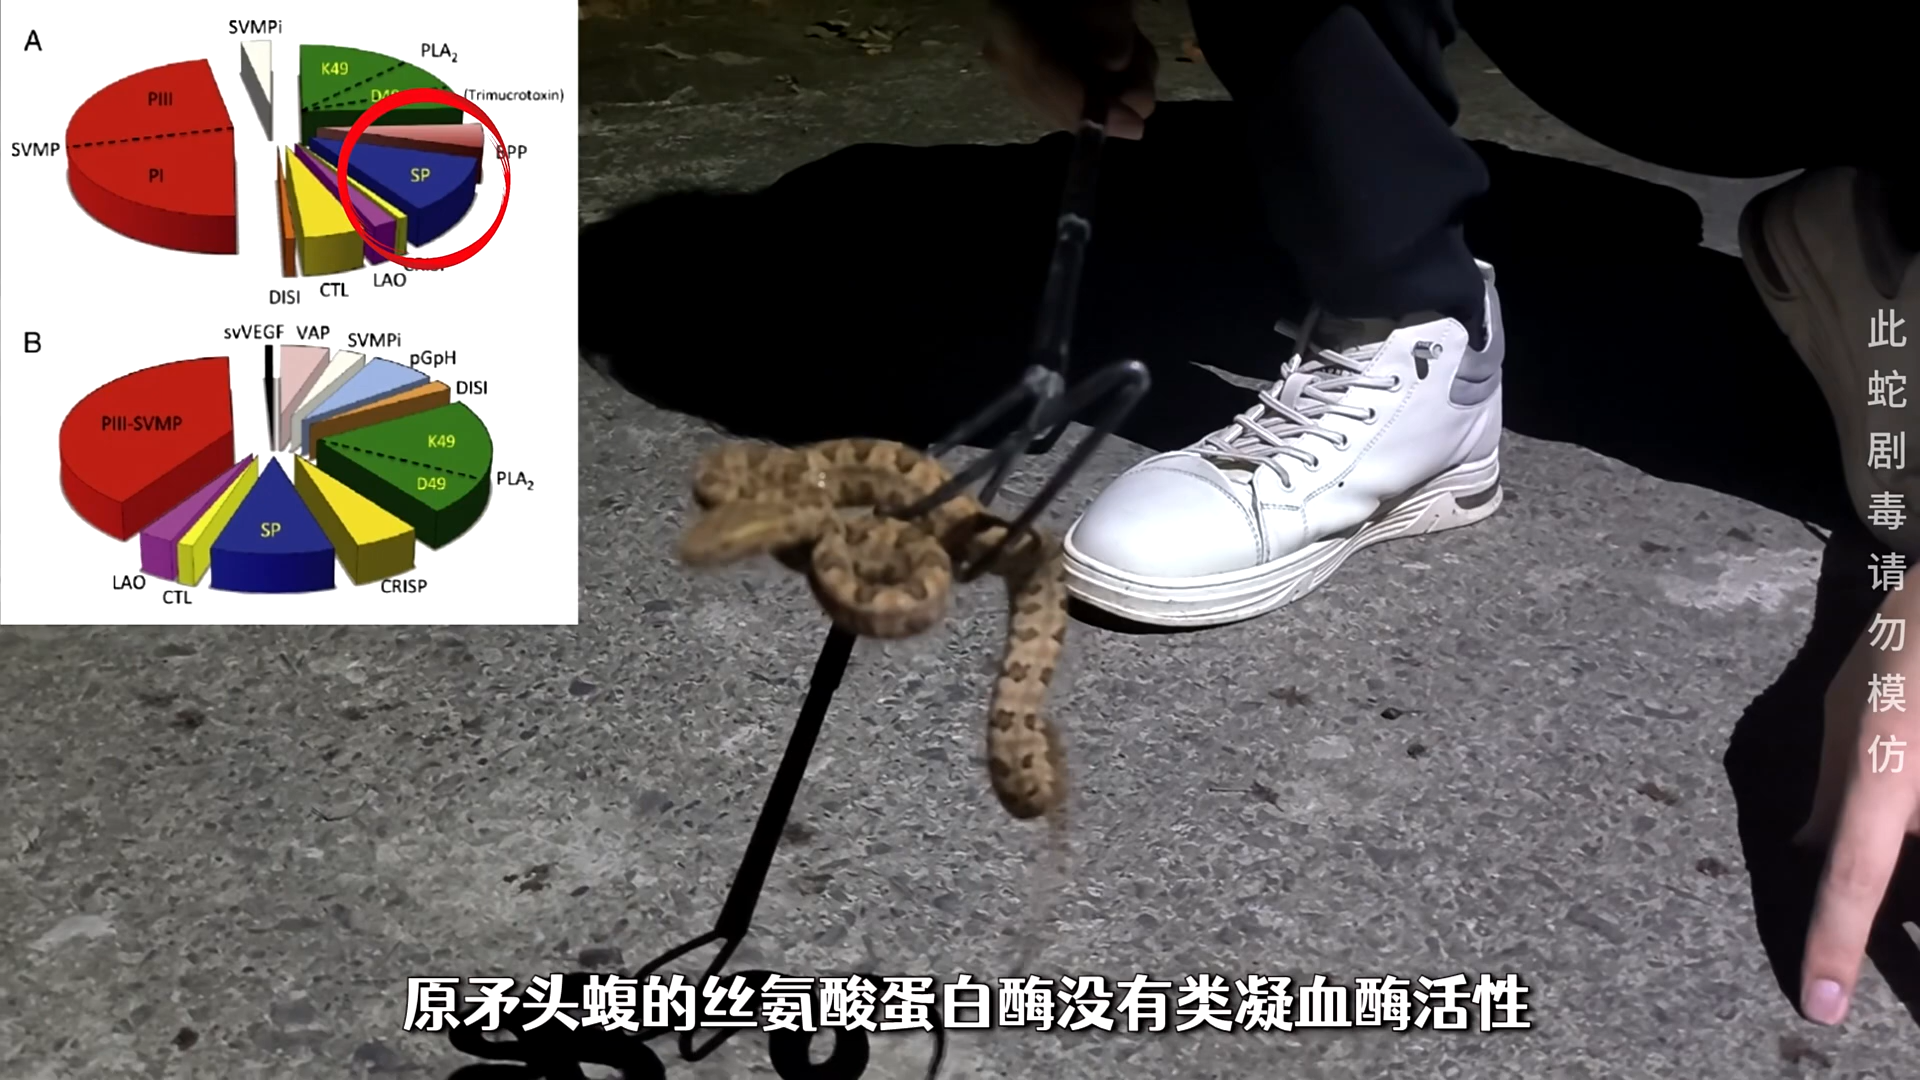 A
SVMPi
K49
PLA2
D49
(Trimucrotoxin)
PIII
SVMP
PI
BPP
SP
CRISP
LAO
CTL
DISI
B
svVEGF
VAP
SVMPi
pGpH
DISI
PIII-SVMP
K49
D49
PLA2
SP
LAO
CTL
CRISP
此蛇剧毒请勿模仿
原矛头蝮的丝氨酸蛋白酶没有类凝血酶活性